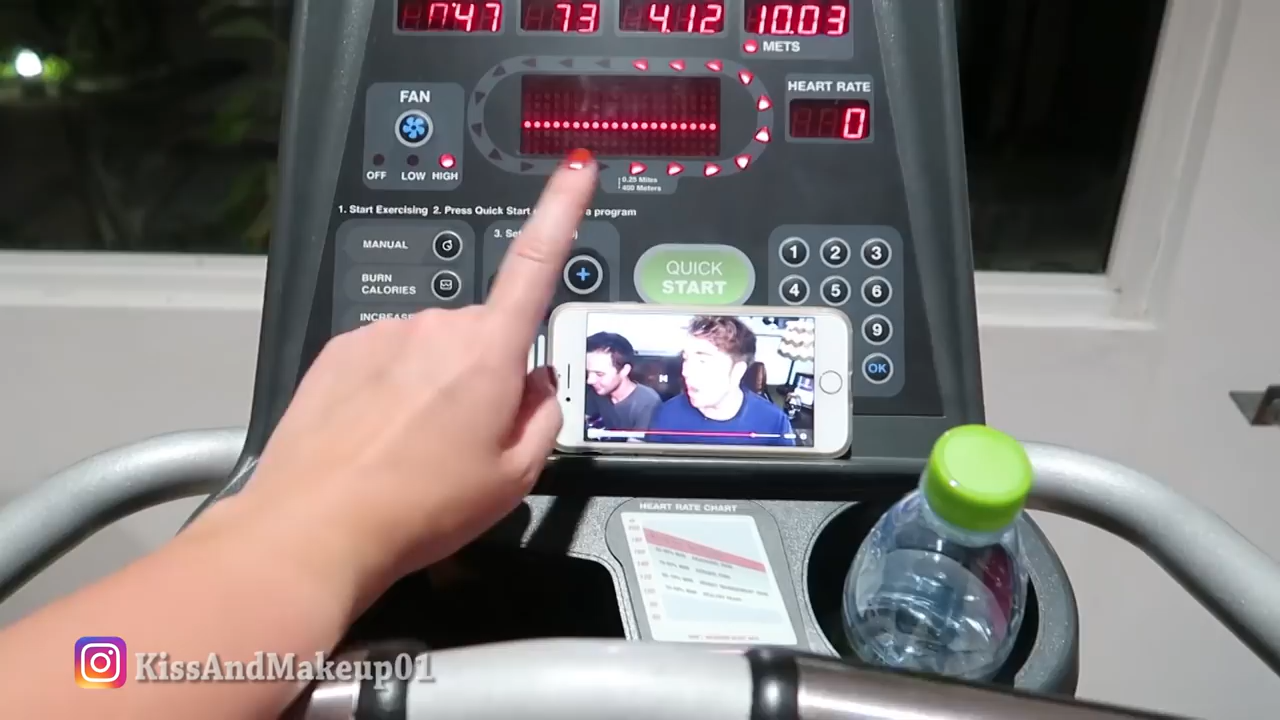 0:47 73 4.12 10.03
METS
FAN
HEART RATE
0
OFF LOW HIGH
0.25 Miles
400 Meters
1. Start Exercising 2. Press Quick Start a program
MANUAL
3.
BURN
CALORIES
+
QUICK
START
1 2 3
4 5 6
9
OK
HEART RATE CHART
KissAndMakeup01